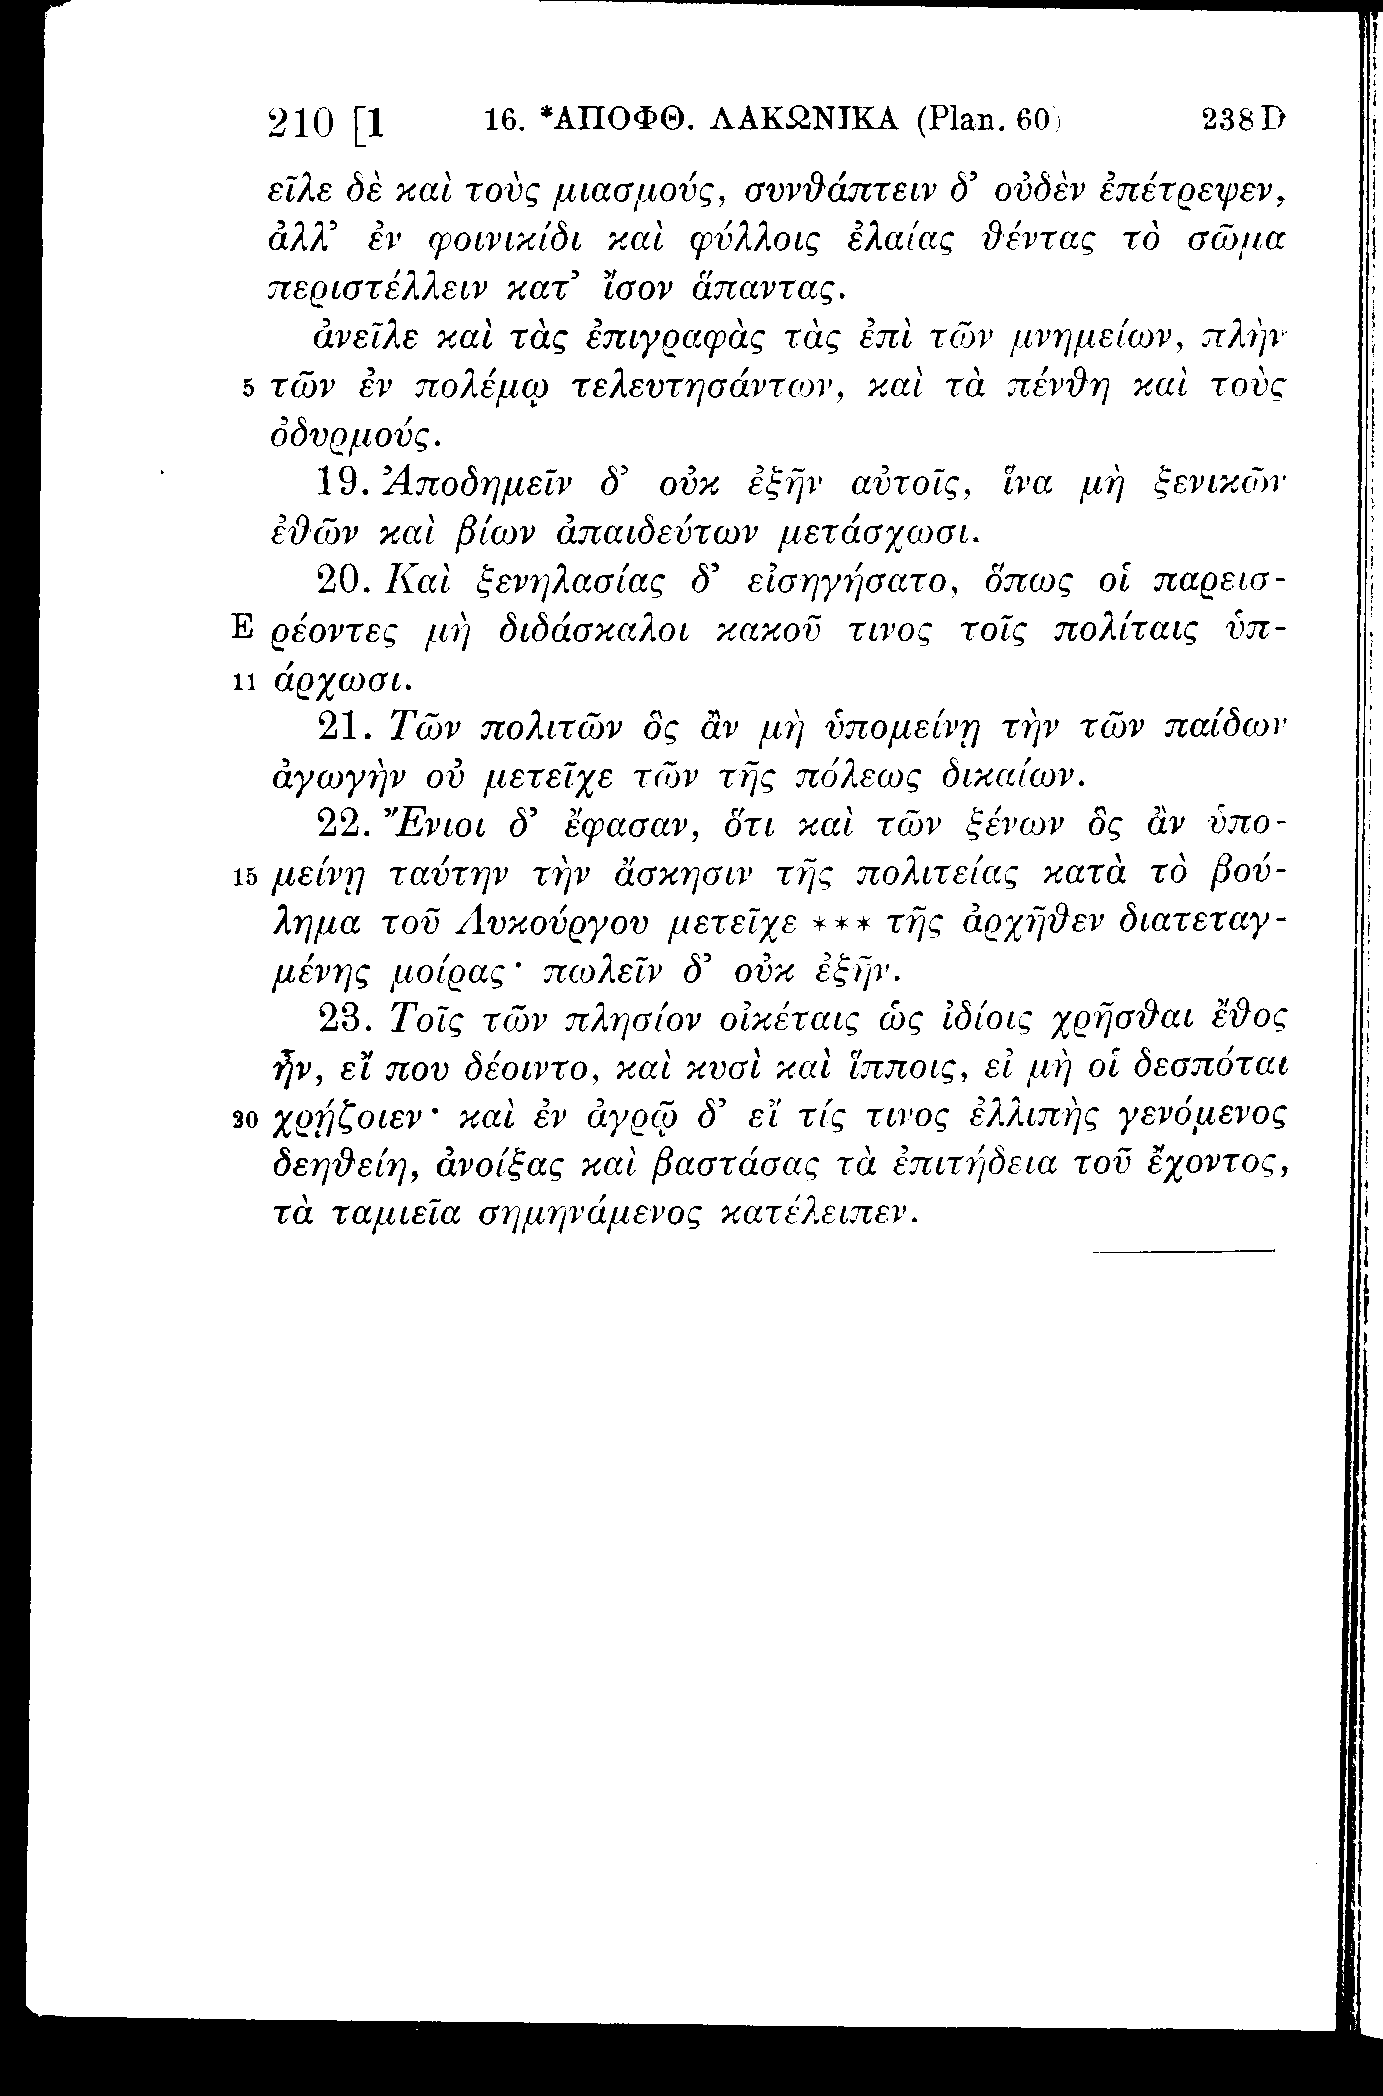 210 [1 16. *ΑΠΟΦΘ. ΛΑΚΩΝΙΚΑ (Plan. 60) 238 D
εῖλε δὲ καὶ τοὺς μιασμούς, συνθάπτειν δ’ οὐδὲν ἐπέτρεψεν,
ἀλλ’ ἐν φοινικίδι καὶ φύλλοις ἐλαίας θέντας τὸ σῶμα
περιστέλλειν κατ’ ἴσον ἅπαντας.
ἀνεῖλε καὶ τὰς ἐπιγραφὰς τὰς ἐπὶ τῶν μνημείων, πλὴν
5 τῶν ἐν πολέμῳ τελευτησάντων, καὶ τὰ πένθη καὶ τοὺς
ὀδυρμούς.
19. Ἀποδημεῖν δ’ οὐκ ἐξῆν αὐτοῖς, ἵνα μὴ ξενικῶν
ἐθῶν καὶ βίων ἀπαιδεύτων μετάσχωσι.
20. Καὶ ξενηλασίας δ’ εἰσηγήσατο, ὅπως οἱ παρεισ-
E ρέοντες μὴ διδάσκαλοι κακοῦ τινος τοῖς πολίταις ὑπ-
11 άρχωσι.
21. Τῶν πολιτῶν ὃς ἂν μὴ ὑπομείνῃ τὴν τῶν παίδων
ἀγωγὴν οὐ μετεῖχε τῶν τῆς πόλεως δικαίων.
22. Ἔνιοι δ’ ἔφασαν, ὅτι καὶ τῶν ξένων ὃς ἂν ὑπο-
15 μείνῃ ταύτην τὴν ἄσκησιν τῆς πολιτείας κατὰ τὸ βού-
λημα τοῦ Λυκούργου μετεῖχε *** τῆς ἀρχῆθεν διατεταγ-
μένης μοίρας· πωλεῖν δ’ οὐκ ἐξῆν.
23. Τοῖς τῶν πλησίον οἰκέταις ὡς ἰδίοις χρῆσθαι ἔθος
ἦν, εἴ που δέοιντο, καὶ κυσὶ καὶ ἵπποις, εἰ μὴ οἱ δεσπόται
20 χρῄζοιεν· καὶ ἐν ἀγρῷ δ’ εἴ τίς τινος ἐλλιπὴς γενόμενος
δεηθείη, ἀνοίξας καὶ βαστάσας τὰ ἐπιτήδεια τοῦ ἔχοντος,
τὰ ταμιεῖα σημηνάμενος κατέλειπεν.